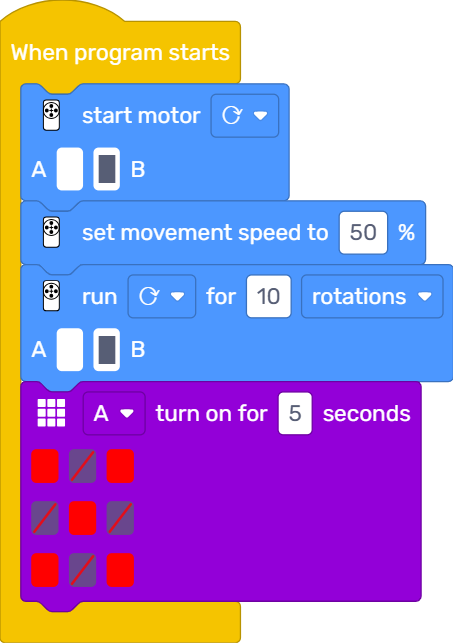 When program starts
start motor
A B
set movement speed to 50 %
run for 10 rotations
A B
A turn on for 5 seconds